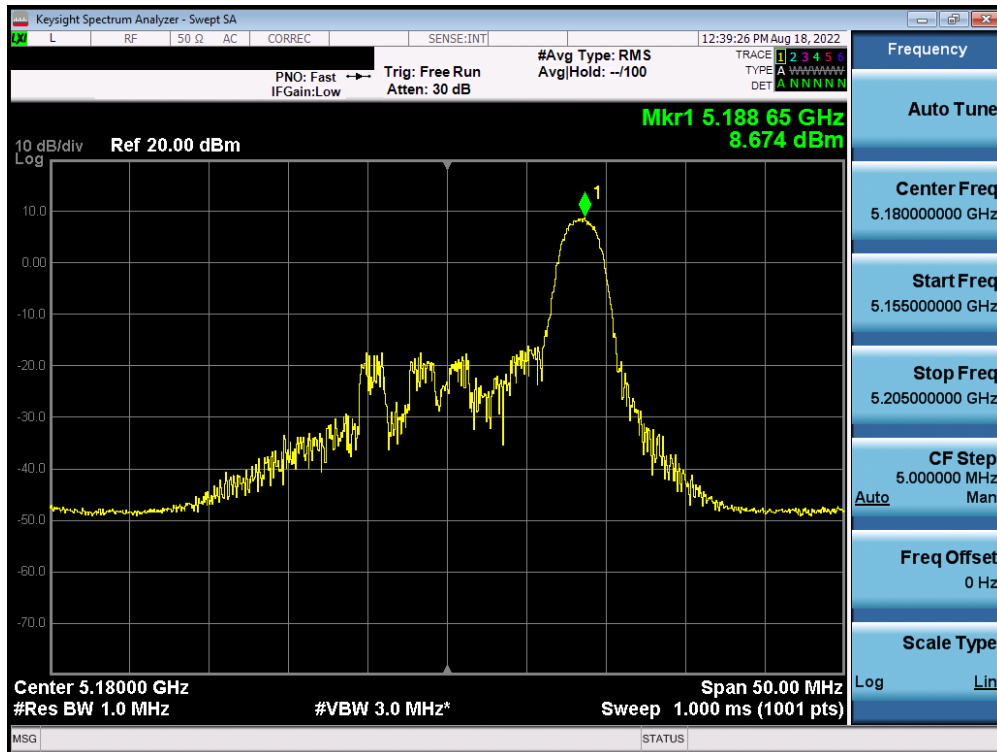 Keysight Spectrum Analyzer - Swept SA
LXI L RF 50 Ω AC CORREC SENSE:INT 12:39:26 PM Aug 18, 2022
PNO: Fast
IFGain:Low
Trig: Free Run
Atten: 30 dB
#Avg Type: RMS
Avg|Hold: --/100
TRACE 1 2 3 4 5 6
TYPE A WWWWW
DET A N N N N N
Mkr1 5.188 65 GHz
8.674 dBm
10 dB/div
Log
Ref 20.00 dBm
1
10.0
0.00
-10.0
-20.0
-30.0
-40.0
-50.0
-60.0
-70.0
Center 5.18000 GHz
#Res BW 1.0 MHz
#VBW 3.0 MHz*
Span 50.00 MHz
Sweep 1.000 ms (1001 pts)
MSG
STATUS
Frequency
Auto Tune
Center Freq
5.180000000 GHz
Start Freq
5.155000000 GHz
Stop Freq
5.205000000 GHz
CF Step
5.000000 MHz
Auto Man
Freq Offset
0 Hz
Scale Type
Log Lin